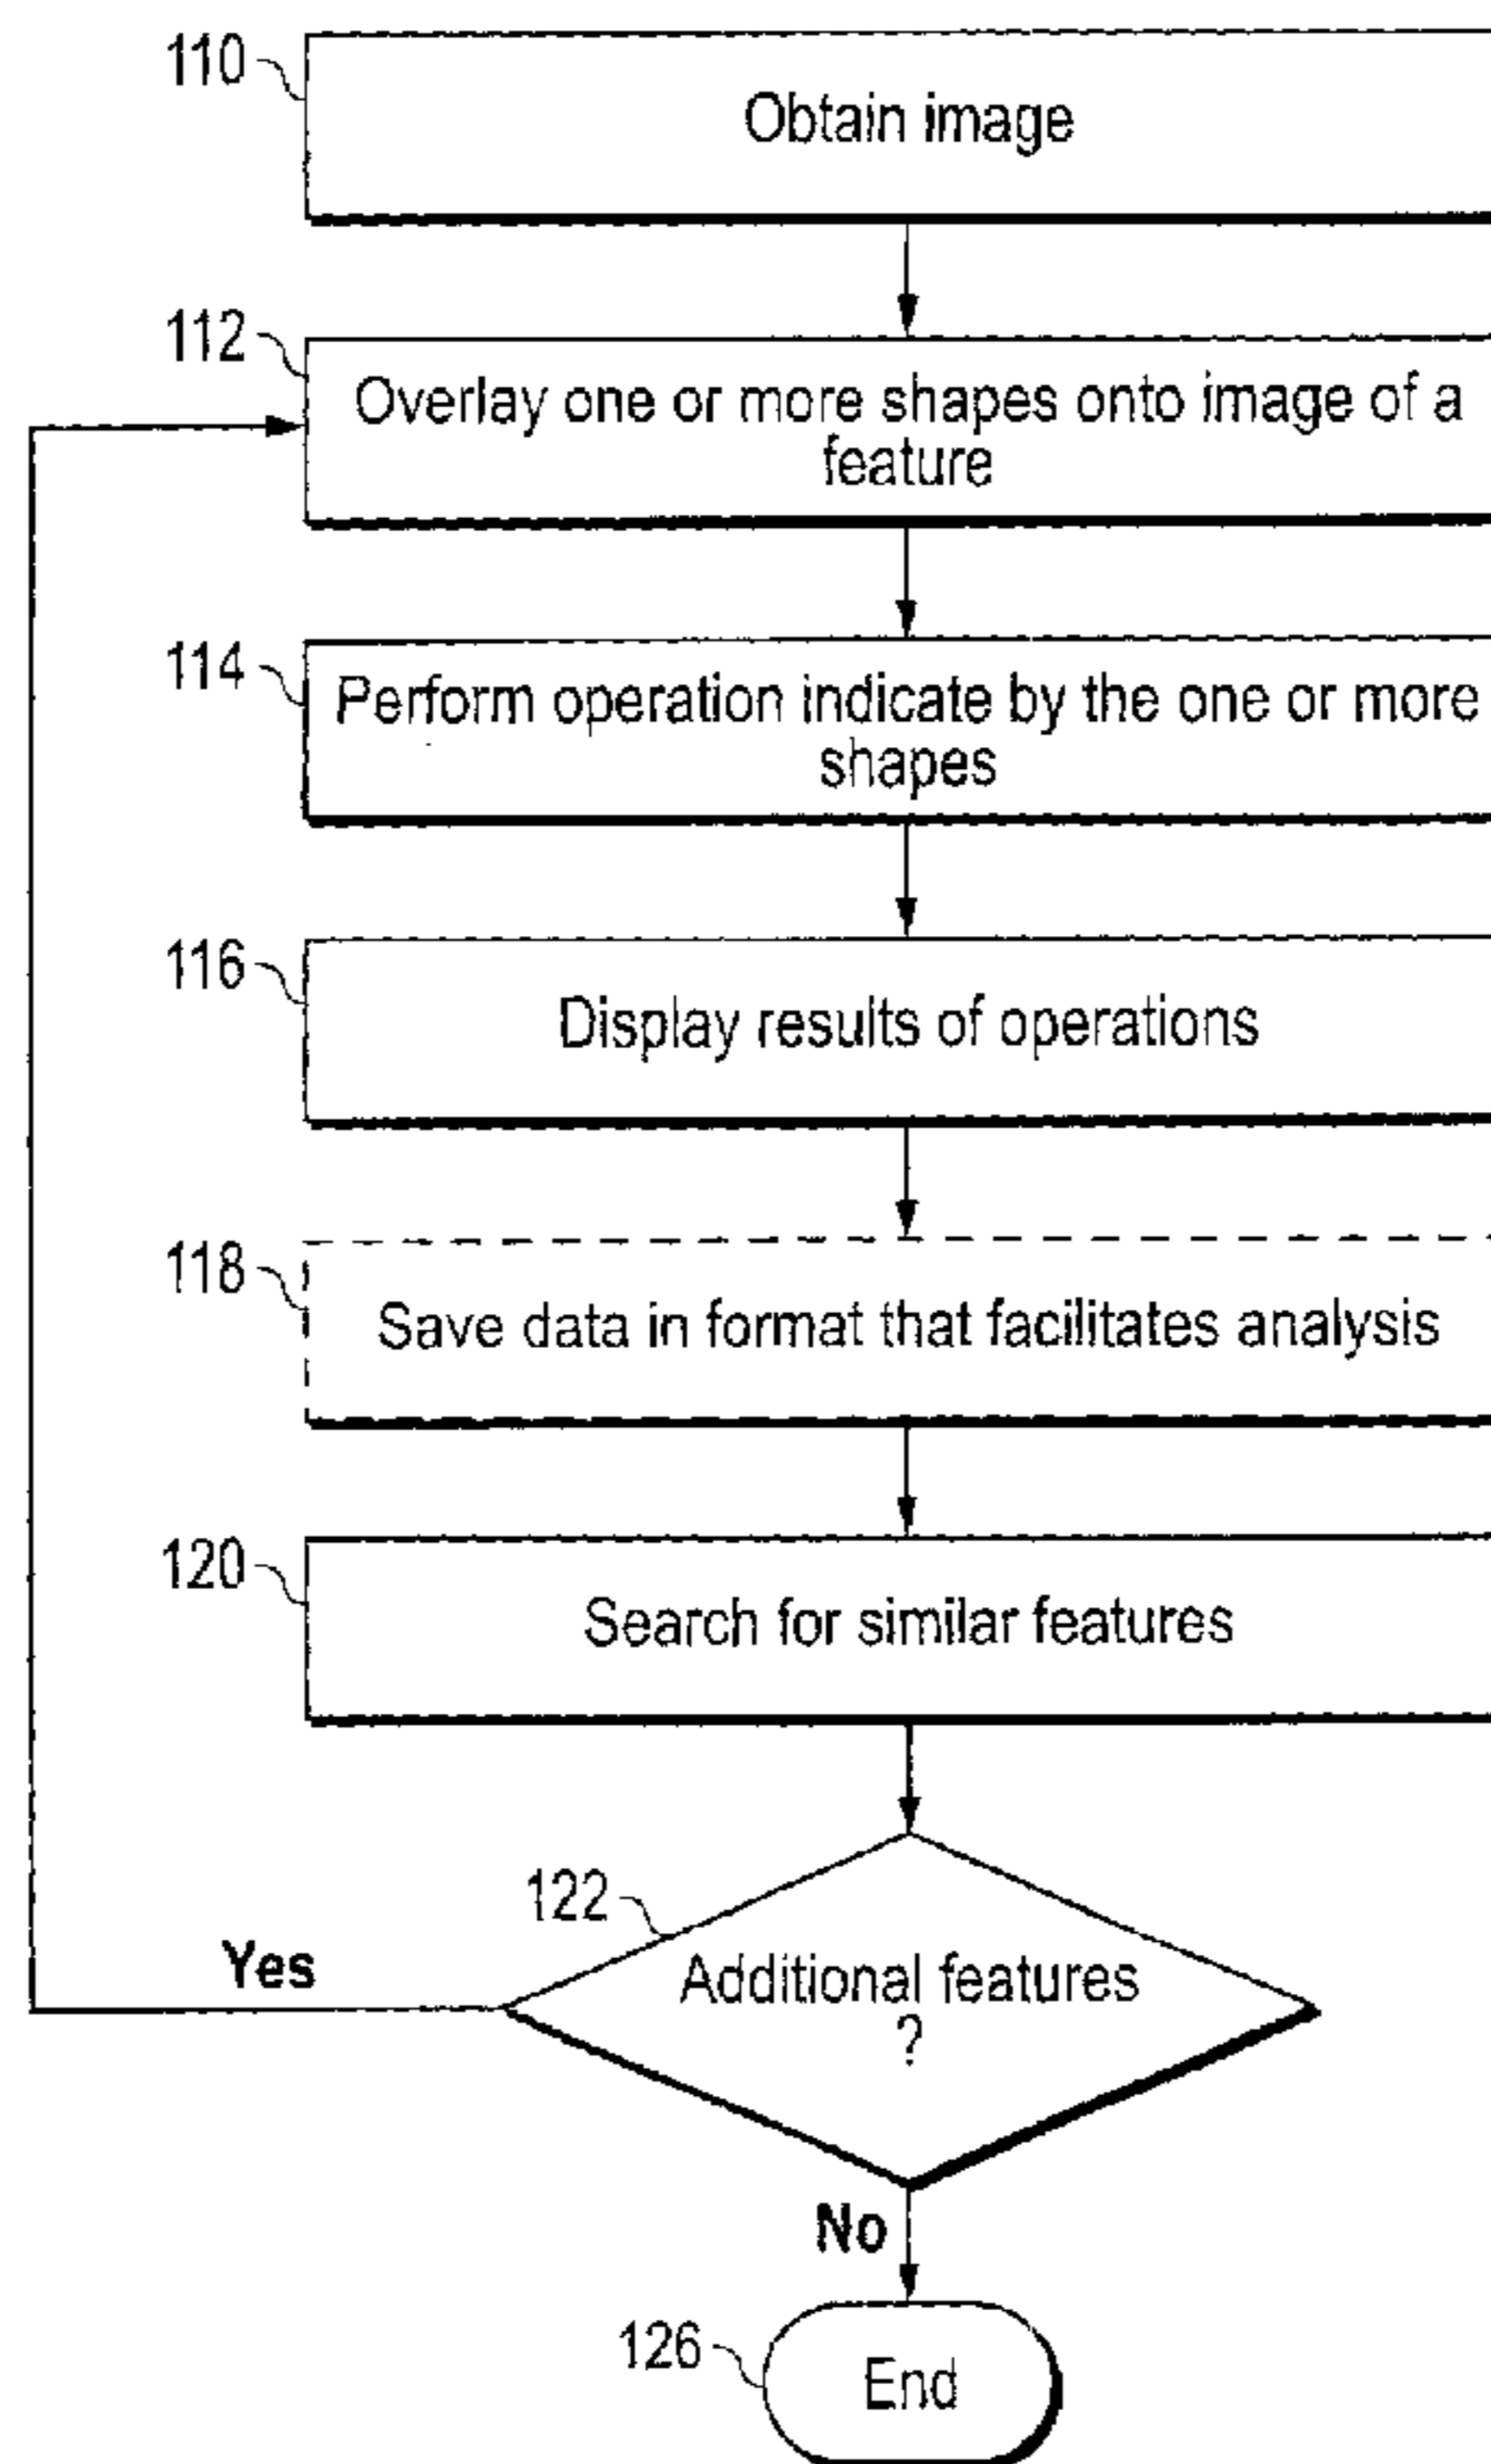 110
Obtain image
112
Overlay one or more shapes onto image of a
feature
114
Perform operation indicate by the one or more
shapes
116
Display results of operations
118
Save data in format that facilitates analysis
120
Search for similar features
122
Additional features
?
Yes
No
126
End